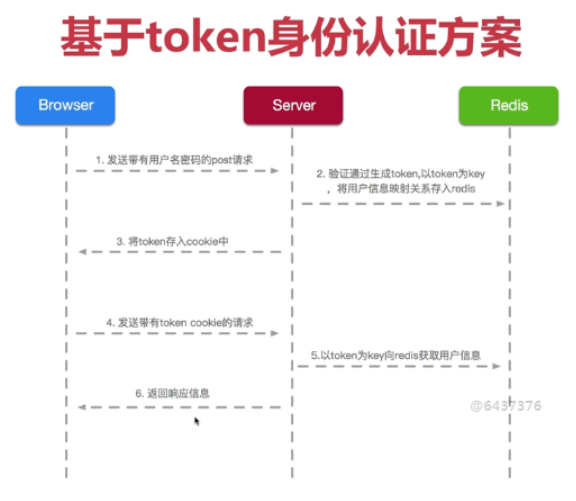 基于token身份认证方案
Browser
Server
Redis
1. 发送带有用户名密码的post请求
2. 验证通过生成token,以token为key
，将用户信息映射关系存入redis
3. 将token存入cookie中
4. 发送带有token cookie的请求
5.以token为key向redis获取用户信息
6. 返回响应信息
@6437376